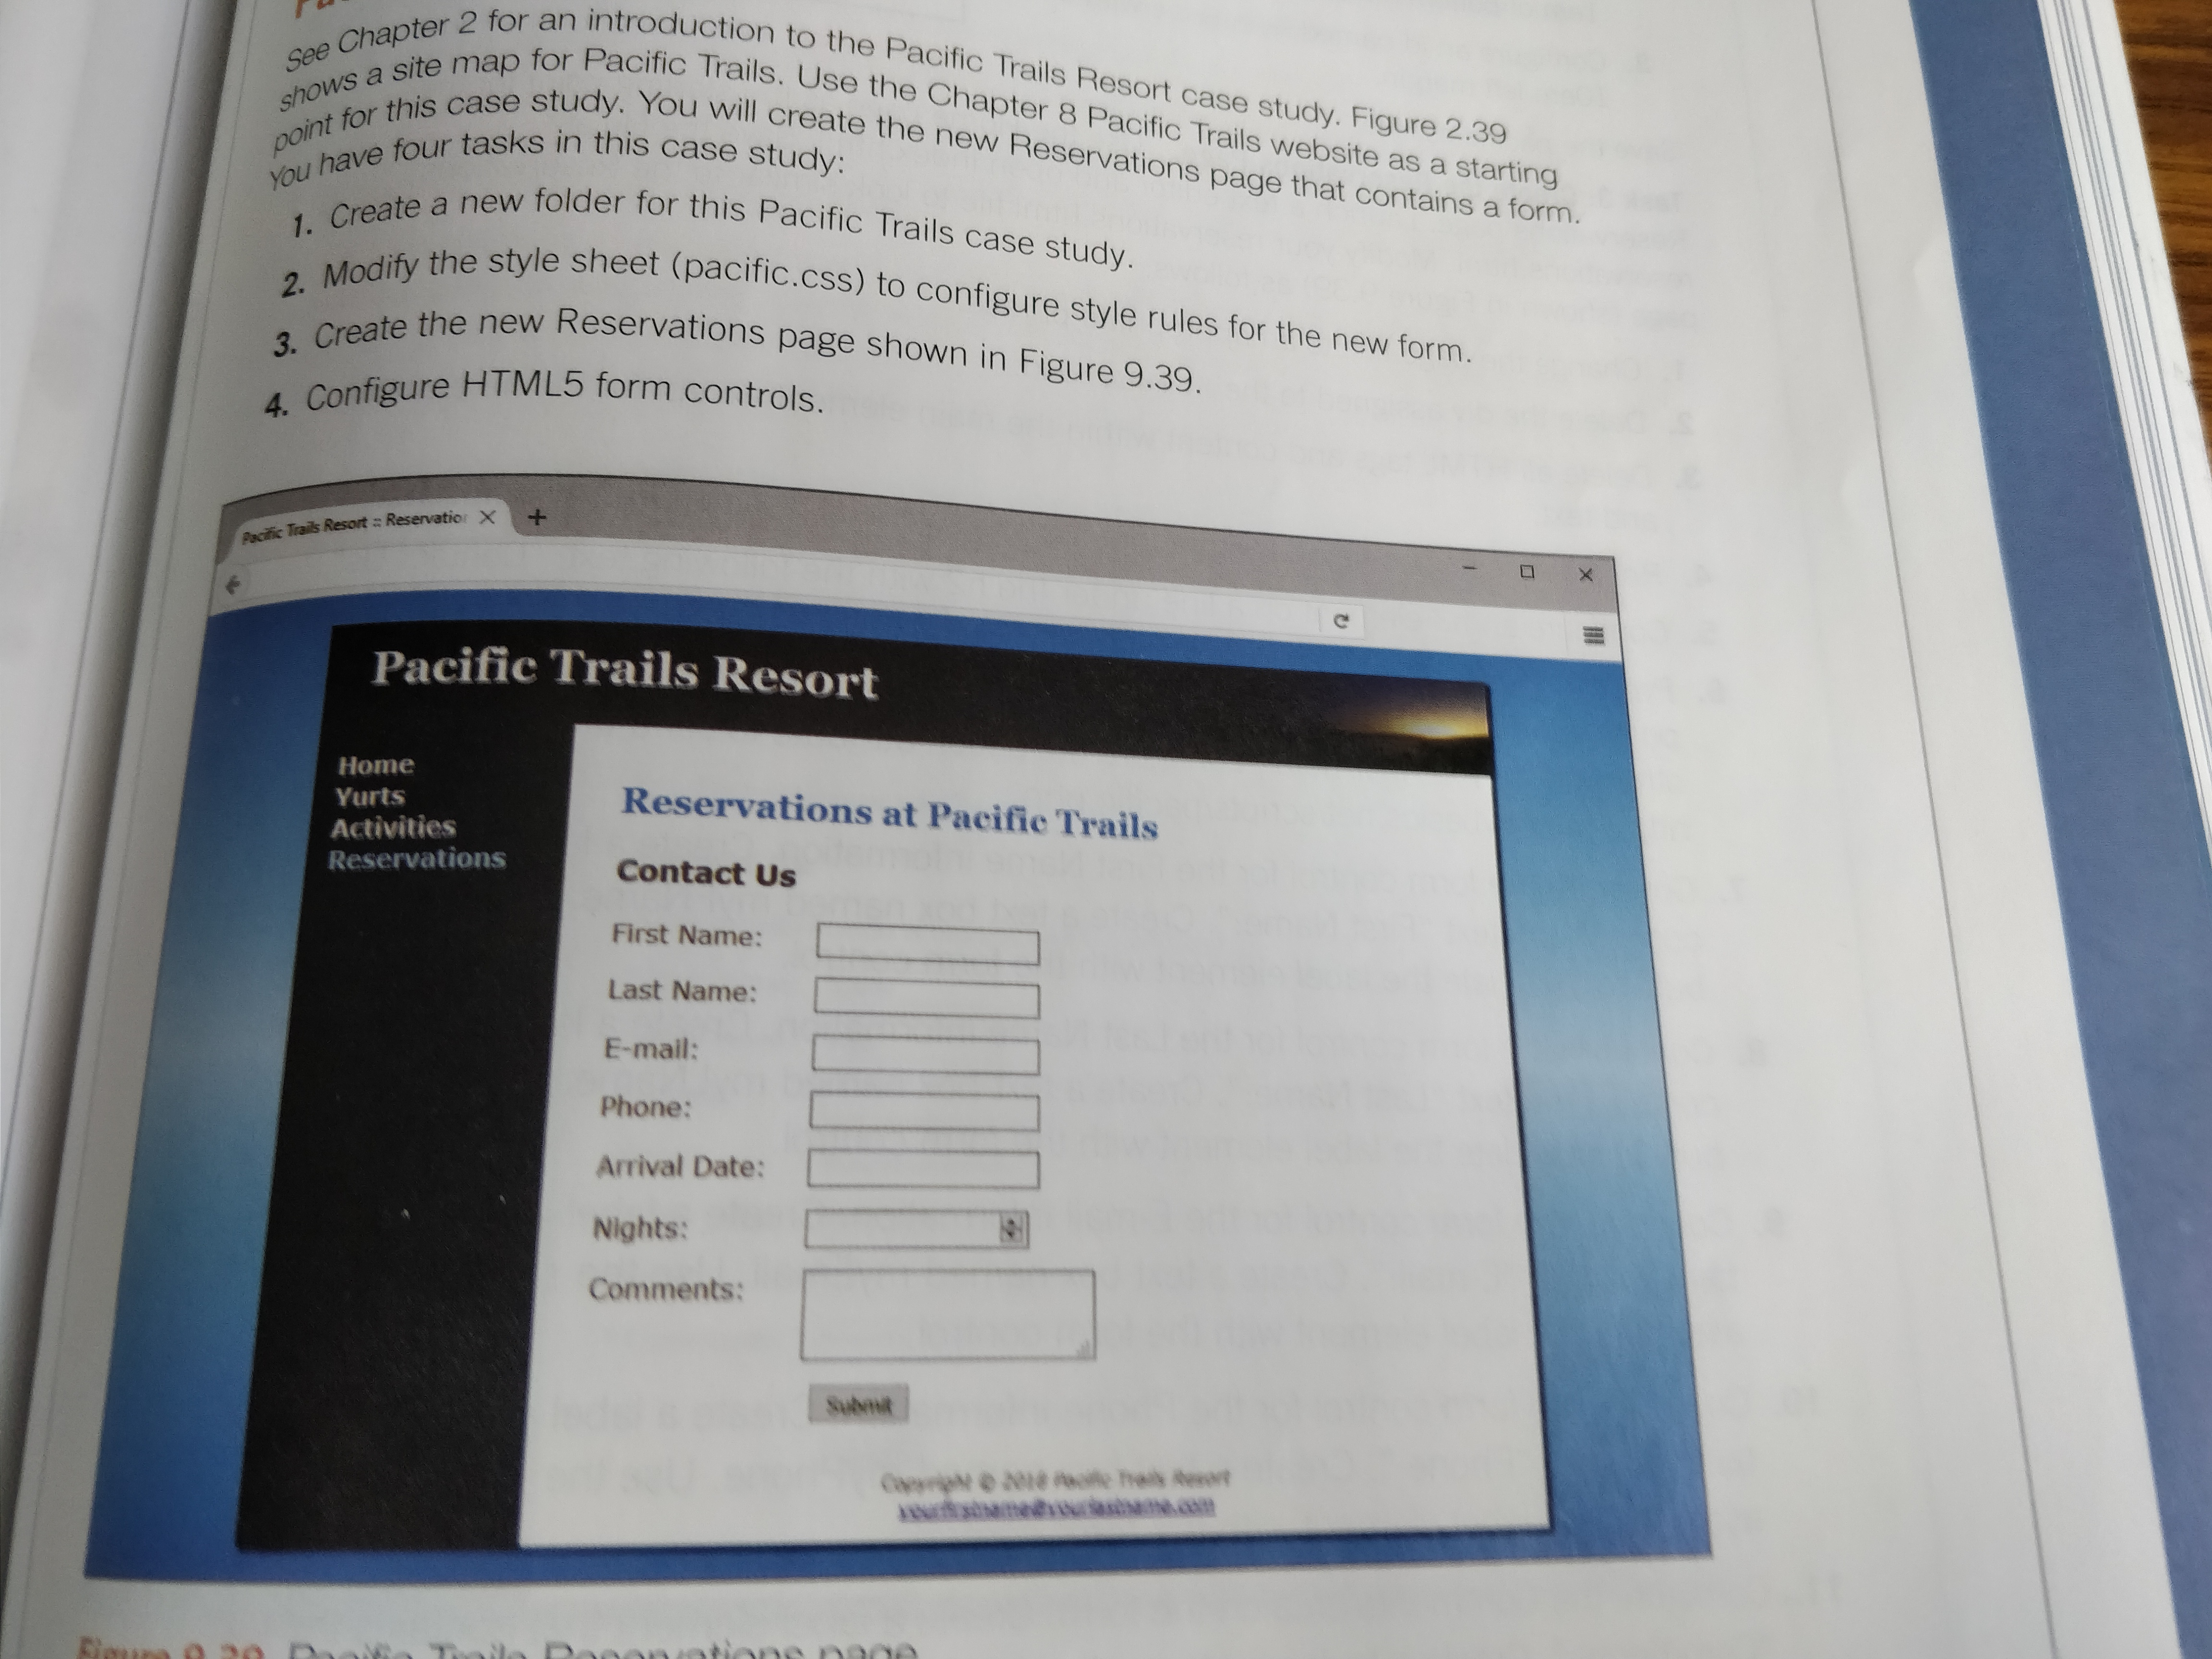 See Chapter 2 for an introduction to the Pacific Trails Resort case study. Figure 2.39
shows a site map for Pacific Trails. Use the Chapter 8 Pacific Trails website as a starting
point for this case study. You will create the new Reservations page that contains a form.
You have four tasks in this case study:
1. Create a new folder for this Pacific Trails case study.
2. Modify the style sheet (pacific.css) to configure style rules for the new form.
3. Create the new Reservations page shown in Figure 9.39.
4. Configure HTML5 form controls.
Pacific Trails Resort :: Reservatio
Pacific Trails Resort
Home
Yurts
Activities
Reservations
Reservations at Pacific Trails
Contact Us
First Name:
Last Name:
E-mail:
Phone:
Arrival Date:
Nights:
Comments:
Submit
Copyright © 2018 Pacific Trails Resort
yourfirstname@yourlastname.com
Figure 9.39 Pacific Trails Reservations page